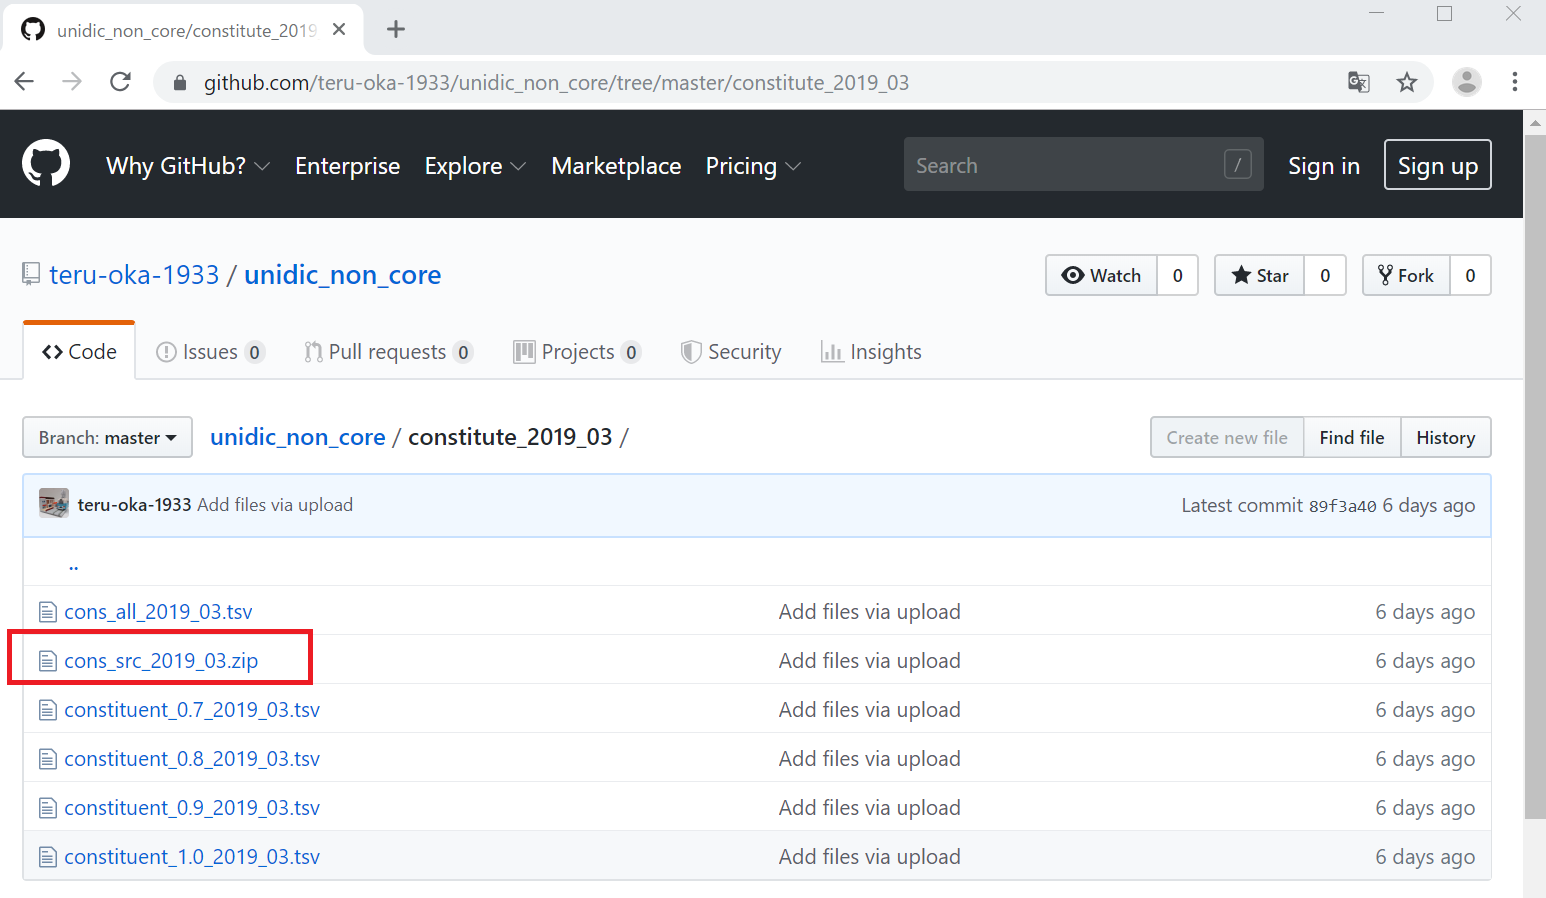 unidic_non_core/constitute_2019
github.com/teru-oka-1933/unidic_non_core/tree/master/constitute_2019_03
Why GitHub? Enterprise Explore Marketplace Pricing Search / Sign in Sign up
teru-oka-1933 / unidic_non_core Watch 0 Star 0 Fork 0
Code Issues 0 Pull requests 0 Projects 0 Security Insights
Branch: master unidic_non_core / constitute_2019_03 / Create new file Find file History
teru-oka-1933 Add files via upload Latest commit 89f3a40 6 days ago
..
cons_all_2019_03.tsv Add files via upload 6 days ago
cons_src_2019_03.zip Add files via upload 6 days ago
constituent_0.7_2019_03.tsv Add files via upload 6 days ago
constituent_0.8_2019_03.tsv Add files via upload 6 days ago
constituent_0.9_2019_03.tsv Add files via upload 6 days ago
constituent_1.0_2019_03.tsv Add files via upload 6 days ago